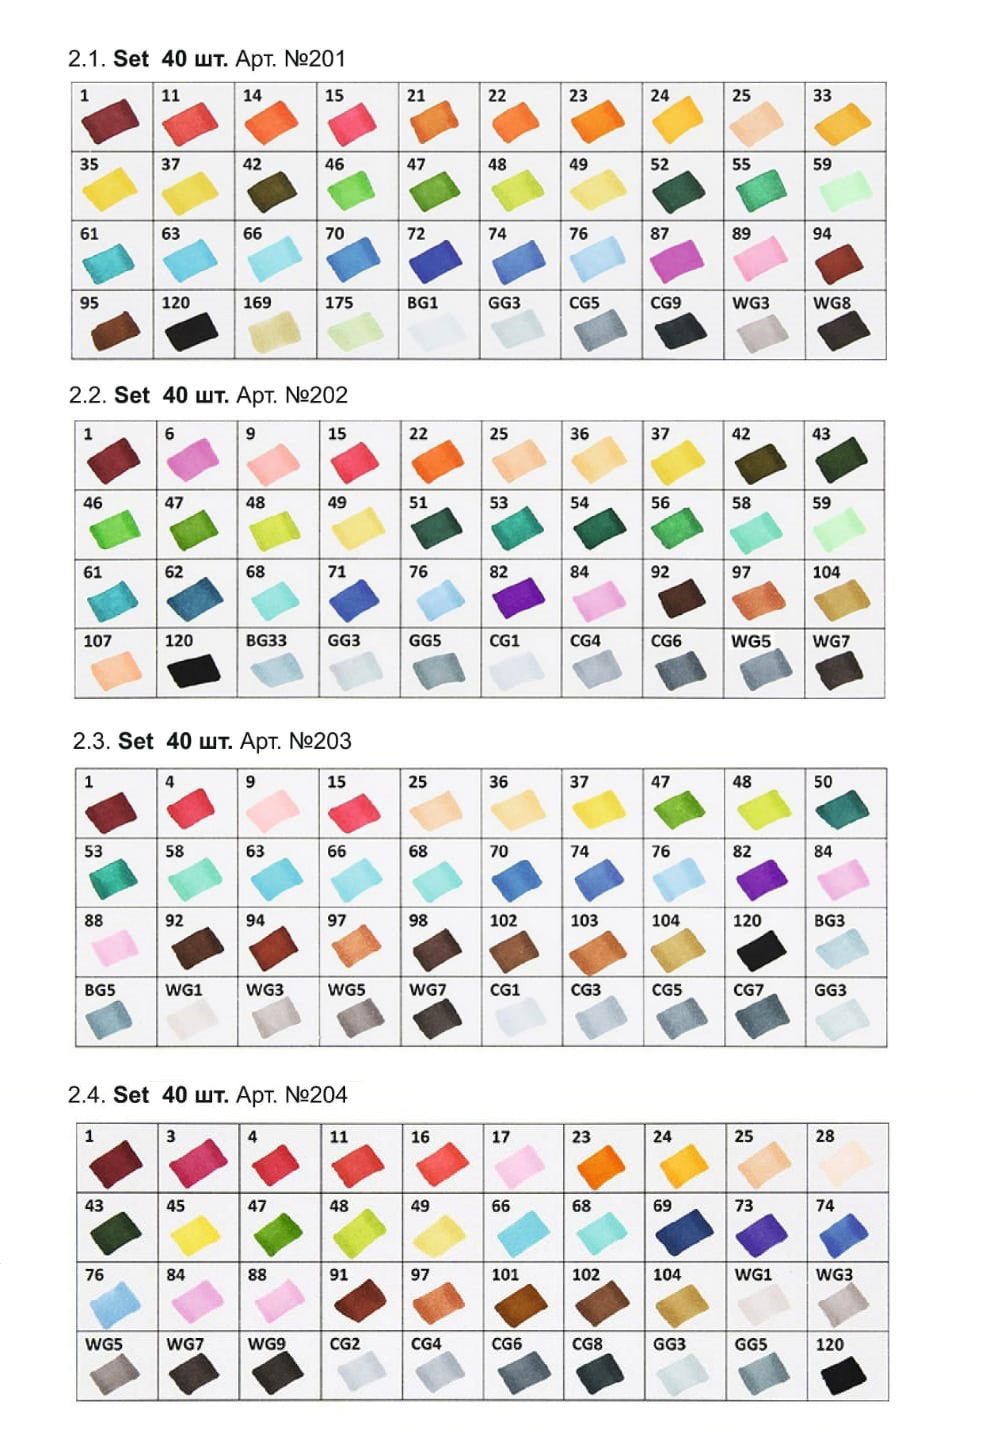 2.1. Set 40 шт. Арт. №201
1 11 14 15 21 22 23 24 25 33
35 37 42 46 47 48 49 52 55 59
61 63 66 70 72 74 76 87 89 94
95 120 169 175 BG1 GG3 CG5 CG9 WG3 WG8
2.2. Set 40 шт. Арт. №202
1 6 9 15 22 25 36 37 42 43
46 47 48 49 51 53 54 56 58 59
61 62 68 71 76 82 84 92 97 104
107 120 BG33 GG3 GG5 CG1 CG4 CG6 WG5 WG7
2.3. Set 40 шт. Арт. №203
1 4 9 15 25 36 37 47 48 50
53 58 63 66 68 70 74 76 82 84
88 92 94 97 98 102 103 104 120 BG3
BG5 WG1 WG3 WG5 WG7 CG1 CG3 CG5 CG7 GG3
2.4. Set 40 шт. Арт. №204
1 3 4 11 16 17 23 24 25 28
43 45 47 48 49 66 68 69 73 74
76 84 88 91 97 101 102 104 WG1 WG3
WG5 WG7 WG9 CG2 CG4 CG6 CG8 GG3 GG5 120